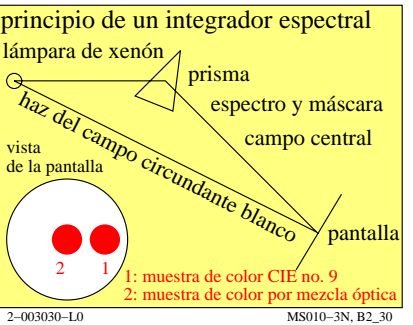 principio de un integrador espectral
lámpara de xenón
prisma
espectro y máscara
campo central
haz del campo circundante blanco
vista
de la pantalla
pantalla
2
1
1: muestra de color CIE no. 9
2: muestra de color por mezcla óptica
2−003030−L0
MS010−3N, B2_30